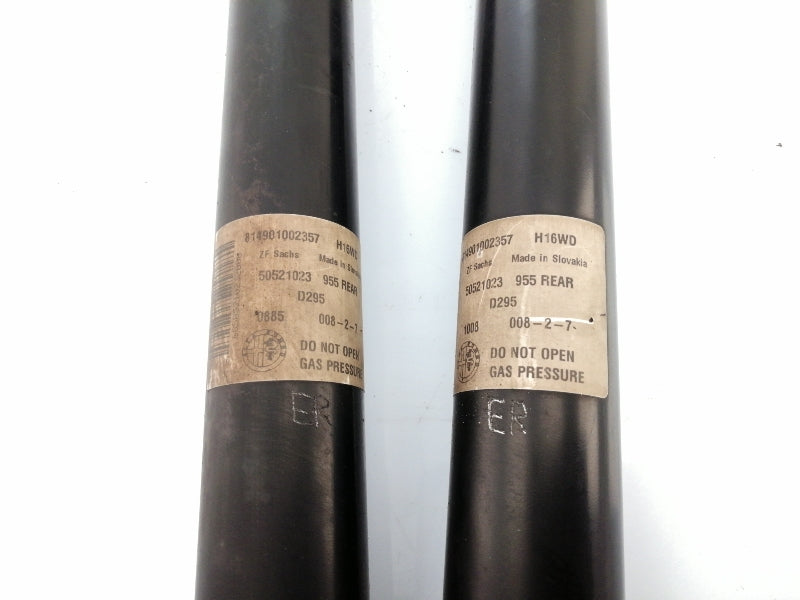 814901002357 H16WD
ZF Sachs Made in Slovakia
50521023 955 REAR
D295
0885 008-2-7-
DO NOT OPEN
GAS PRESSURE
ER
814901002357 H16WD
ZF Sachs Made in Slovakia
50521023 955 REAR
D295
1008 008-2-7-
DO NOT OPEN
GAS PRESSURE
ER